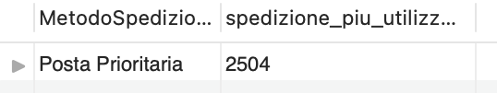 MetodoSpedizio... spedizione_piu_utilizz...
Posta Prioritaria 2504